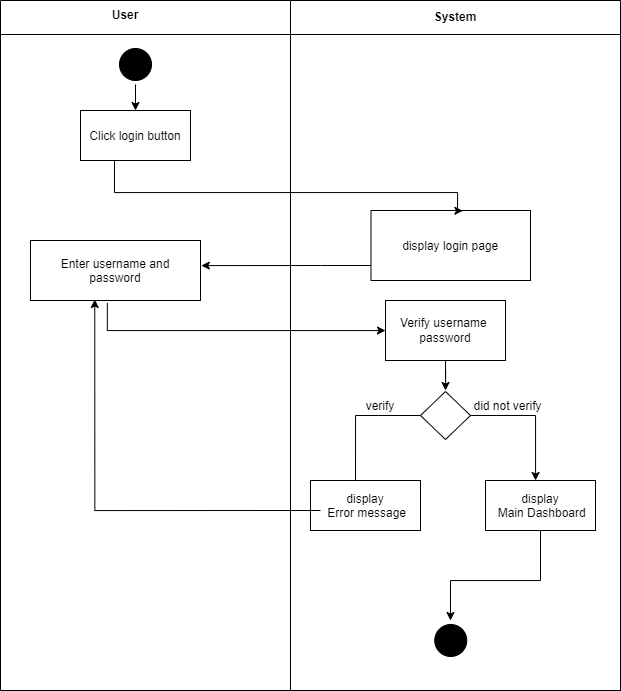 User
System
Click login button
display login page
Enter username and
password
Verify username
password
verify
did not verify
display
Error message
display
Main Dashboard